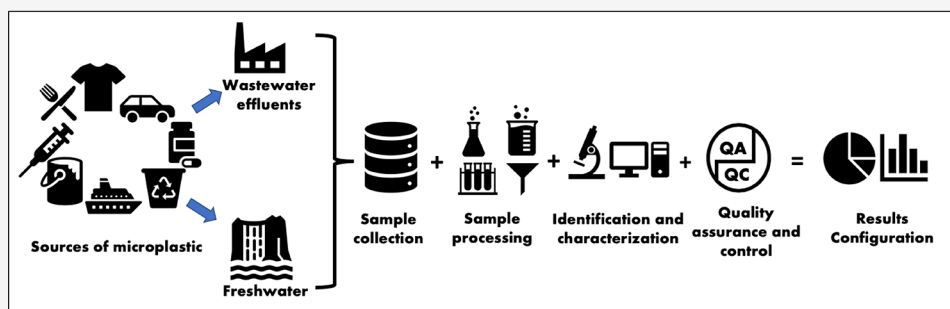 Wastewater
effluents
Sources of microplastic
Freshwater
Sample
collection
+
Sample
processing
+
Identification and
characterization
+
QA
QC
Quality
assurance and
control
=
Results
Configuration